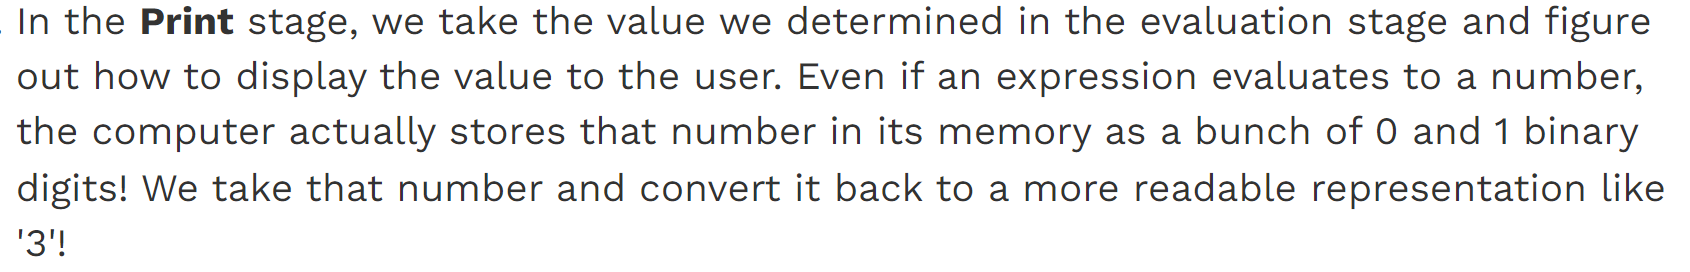 In the Print stage, we take the value we determined in the evaluation stage and figure
out how to display the value to the user. Even if an expression evaluates to a number,
the computer actually stores that number in its memory as a bunch of 0 and 1 binary
digits! We take that number and convert it back to a more readable representation like
'3'!